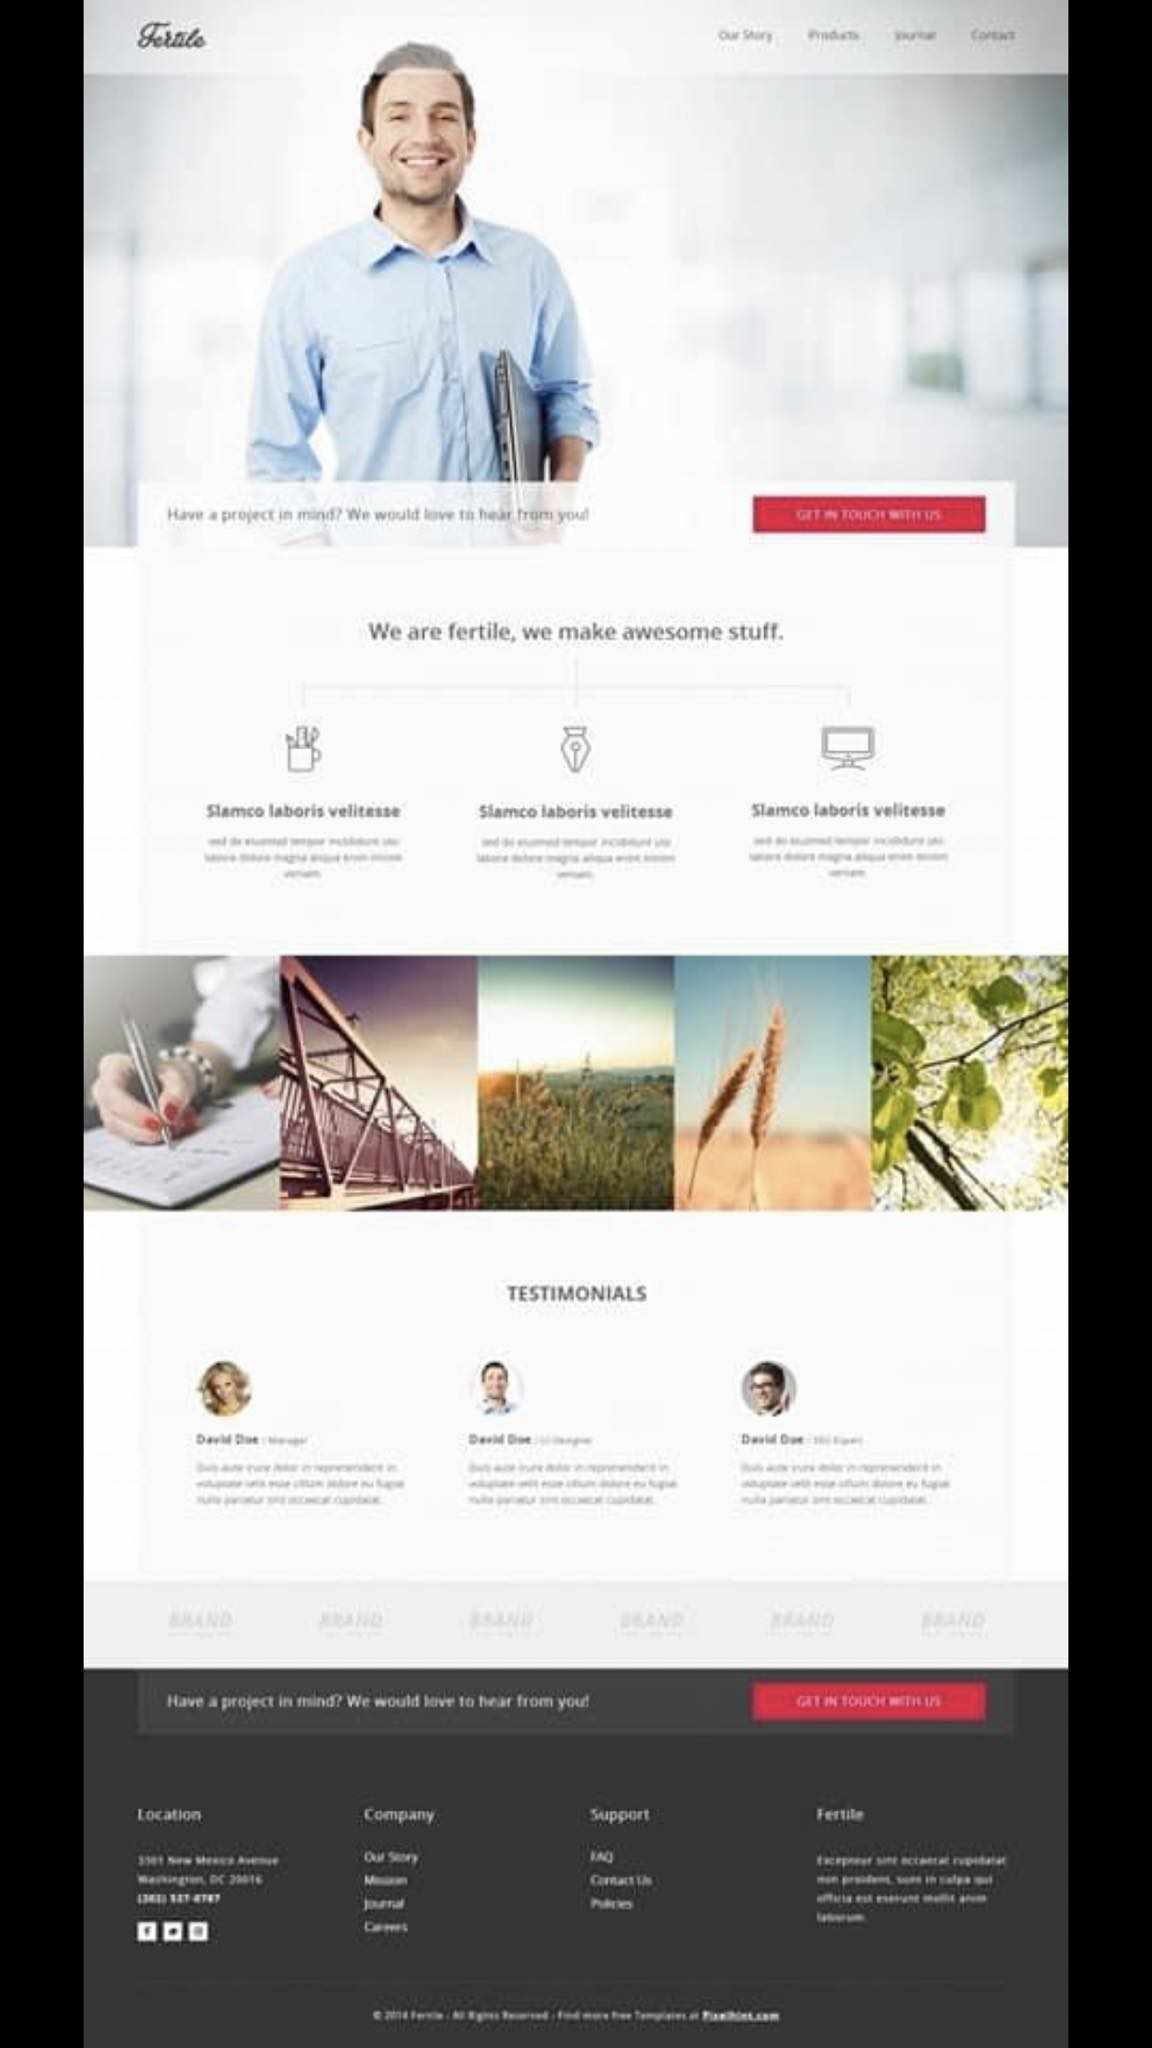 Fertile
Our Story Products Journal Contact
Have a project in mind? We would love to hear from you!
GET IN TOUCH WITH US
We are fertile, we make awesome stuff.
Slamco laboris velitesse
sed do eiusmod tempor incididunt
labore dolore magna aliqua enim minim
veniam.
Slamco laboris velitesse
sed do eiusmod tempor incididunt
labore dolore magna aliqua enim minim
veniam.
Slamco laboris velitesse
sed do eiusmod tempor incididunt
labore dolore magna aliqua enim minim
veniam.
TESTIMONIALS
David Doe / Manager
Duis aute irure dolor in reprehenderit in
voluptate velit esse cillum dolore eu fugiat
nulla pariatur sint occaecat cupidatat.
David Doe / UI Designer
Duis aute irure dolor in reprehenderit in
voluptate velit esse cillum dolore eu fugiat
nulla pariatur sint occaecat cupidatat.
David Doe / SEO Expert
Duis aute irure dolor in reprehenderit in
voluptate velit esse cillum dolore eu fugiat
nulla pariatur sint occaecat cupidatat.
BRAND BRAND BRAND BRAND BRAND BRAND
Have a project in mind? We would love to hear from you!
GET IN TOUCH WITH US
Location
3301 New Mexico Avenue
Washington, DC 20016
(202) 537-0787
Company
Our Story
Mission
Journal
Careers
Support
FAQ
Contact Us
Policies
Fertile
Excepteur sint occaecat cupidatat
non proident, sunt in culpa qui
officia est eserunt mollit anim
laborum.
© 2014 Fertile - All Rights Reserved - Find more free Templates at Pixelhint.com